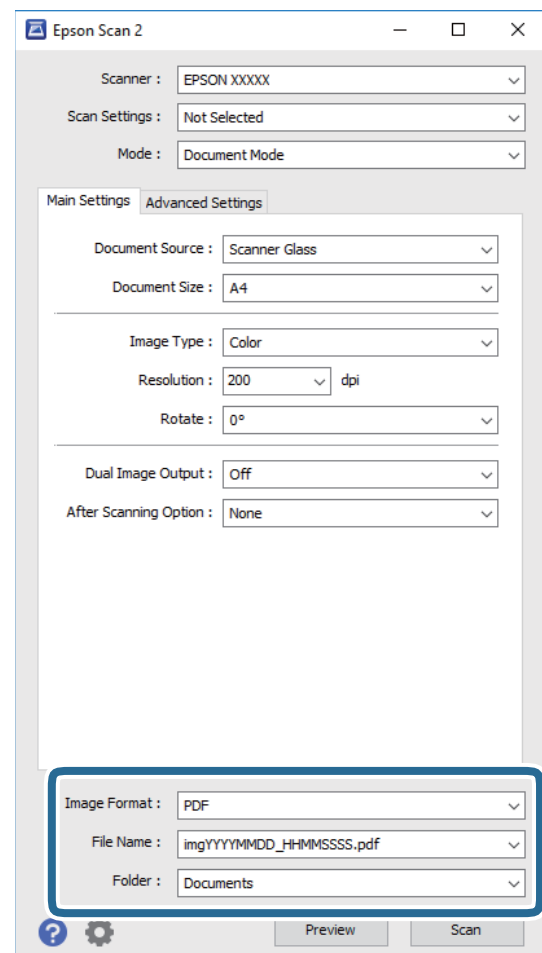 Epson Scan 2
Scanner : EPSON XXXXX
Scan Settings : Not Selected
Mode : Document Mode
Main Settings Advanced Settings
Document Source : Scanner Glass
Document Size : A4
Image Type : Color
Resolution : 200 dpi
Rotate : 0°
Dual Image Output : Off
After Scanning Option : None
Image Format : PDF
File Name : imgYYYYMMDD_HHMMSSSS.pdf
Folder : Documents
? Preview Scan